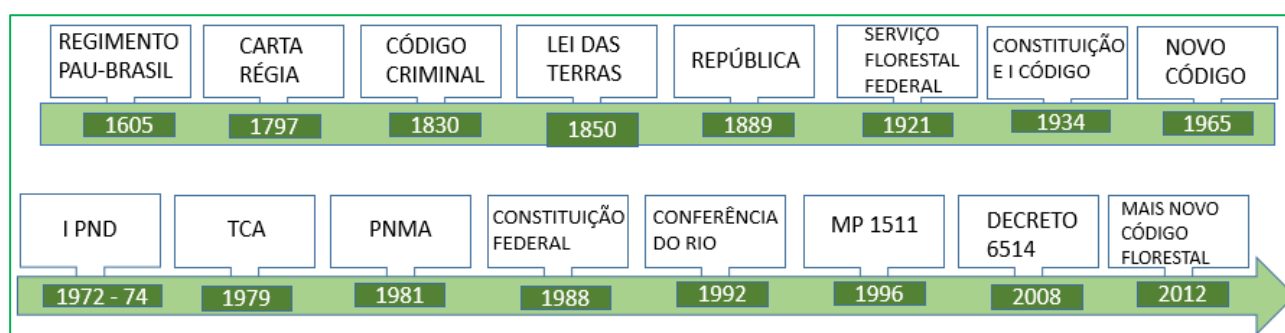 REGIMENTO
PAU-BRASIL
CARTA
RÉGIA
CÓDIGO
CRIMINAL
LEI DAS
TERRAS
REPÚBLICA
SERVIÇO
FLORESTAL
FEDERAL
CONSTITUIÇÃO
E I CÓDIGO
NOVO
CÓDIGO
1605
1797
1830
1850
1889
1921
1934
1965
I PND
TCA
PNMA
CONSTITUIÇÃO
FEDERAL
CONFERÊNCIA
DO RIO
MP 1511
DECRETO
6514
MAIS NOVO
CÓDIGO
FLORESTAL
1972 - 74
1979
1981
1988
1992
1996
2008
2012